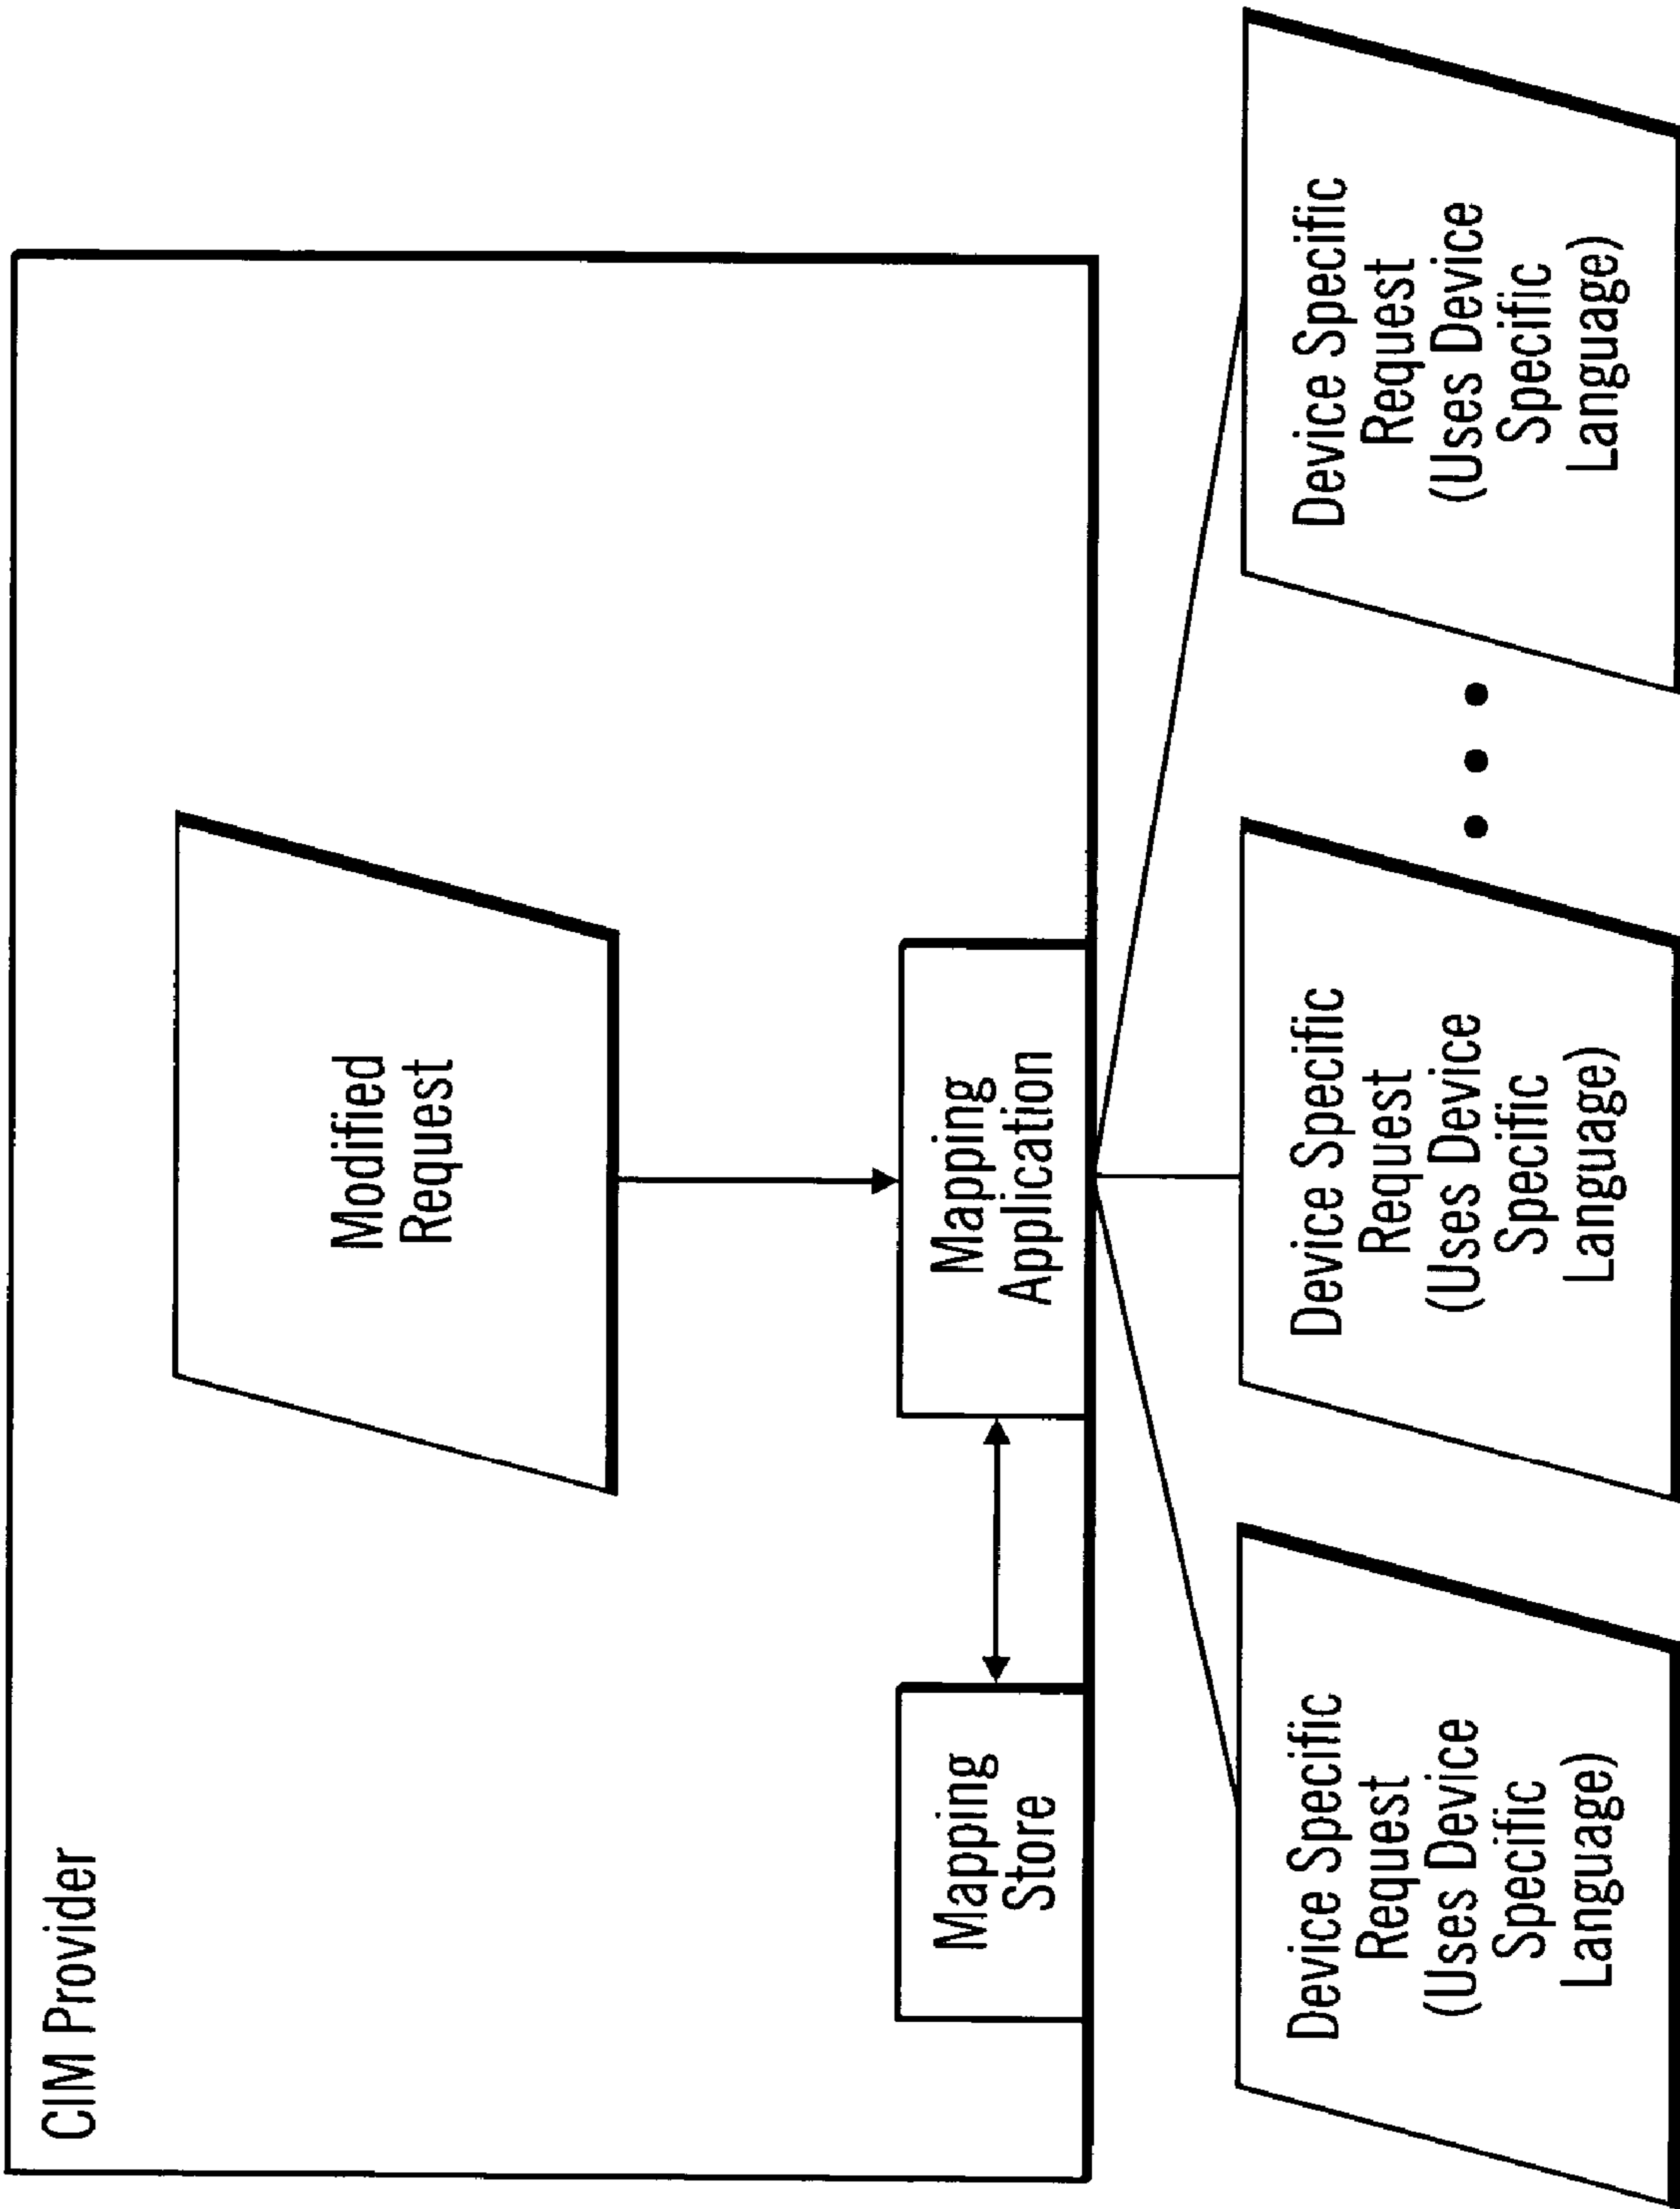 CIM Provider
Modified
Request
Mapping
Store
Mapping
Application
Device Specific
Request
(Uses Device
Specific
Language)
Device Specific
Request
(Uses Device
Specific
Language)
Device Specific
Request
(Uses Device
Specific
Language)